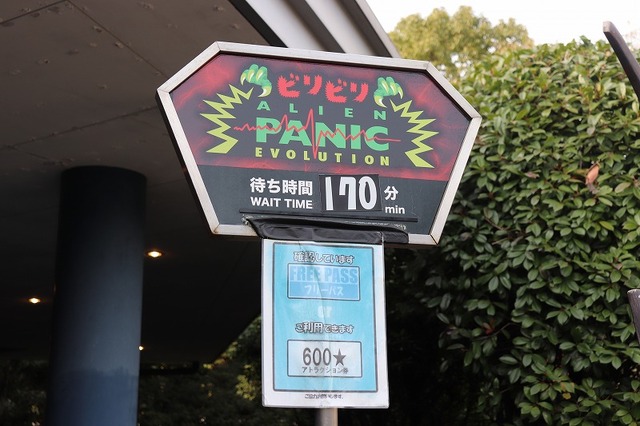 ビリビリ
ALIEN
PANIC
EVOLUTION
待ち時間 170 分
WAIT TIME min
確認しています
FREE PASS
フリーパス
or
ご利用できます
600★
アトラクション券